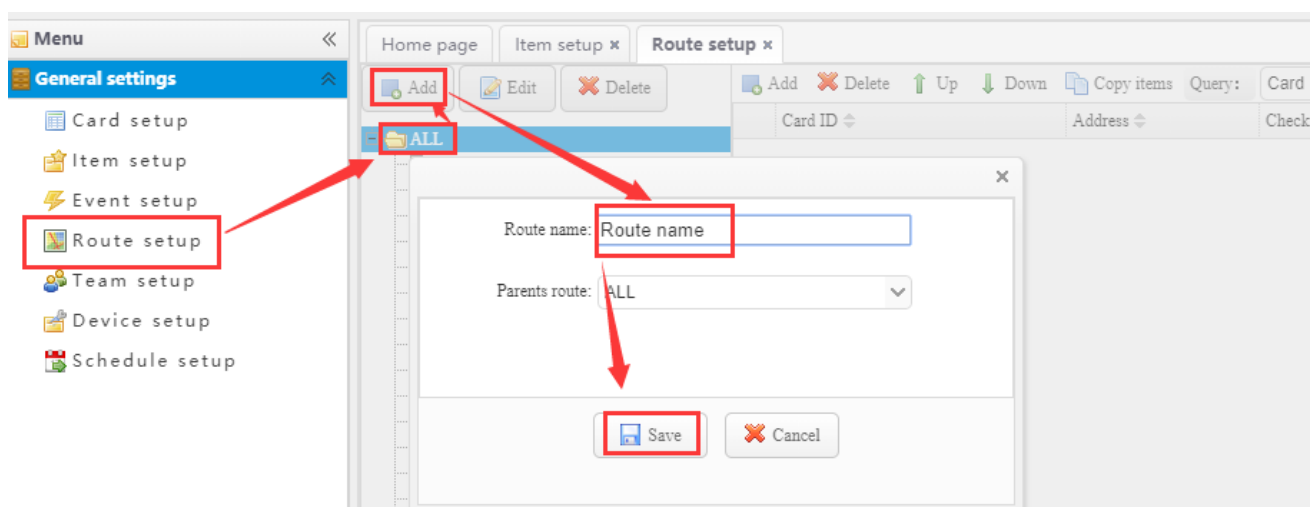 Menu
General settings
Card setup
Item setup
Event setup
Route setup
Team setup
Device setup
Schedule setup
Home page Item setup × Route setup ×
Add Edit Delete
ALL
Add Delete Up Down Copy items Query: Card
Card ID Address Check
Route name: Route name
Parents route: ALL
Save Cancel